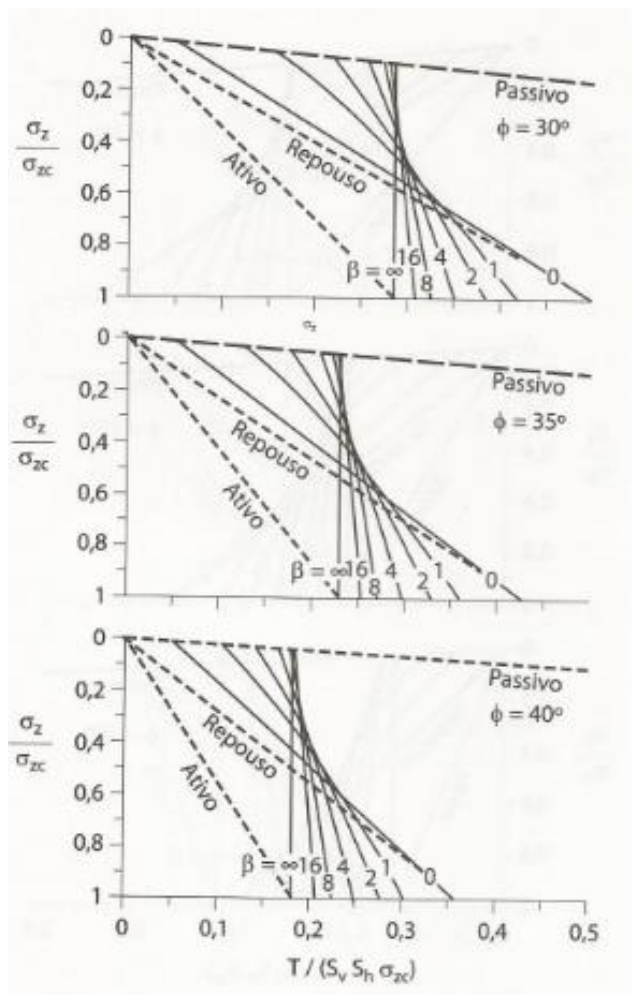 0
0,2
0,4
0,6
0,8
1
σz
σzc
Ativo
Repouso
Passivo
ϕ = 30º
β = ∞ 16 8 4 2 1 0
σz
0
0,2
0,4
0,6
0,8
1
σz
σzc
Ativo
Repouso
Passivo
ϕ = 35º
β = ∞ 16 8 4 2 1 0
0
0,2
0,4
0,6
0,8
1
σz
σzc
Ativo
Repouso
Passivo
ϕ = 40º
β = ∞ 16 8 4 2 1 0
0 0,1 0,2 0,3 0,4 0,5
T / (Sv Sh σzc)